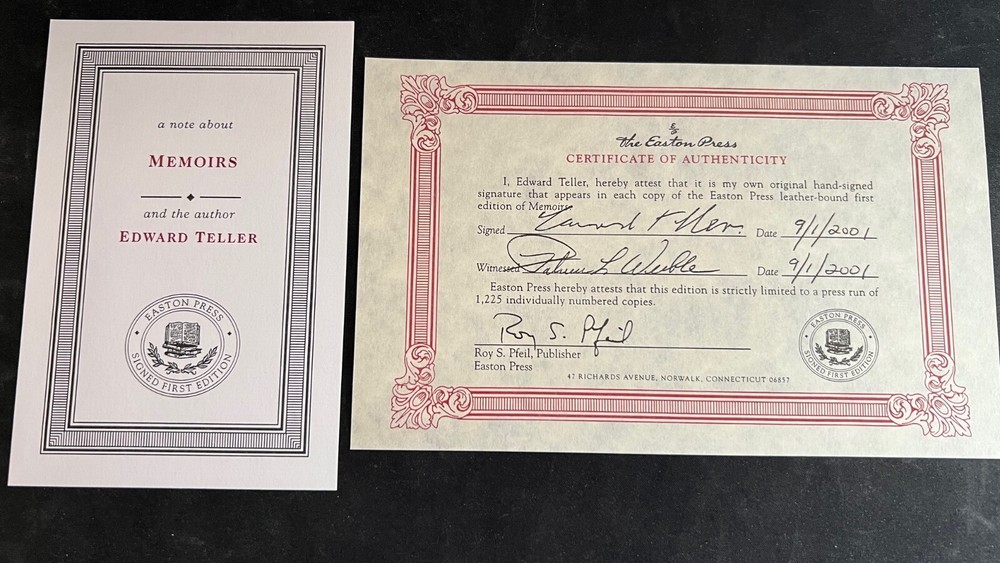 a note about
MEMOIRS
and the author
EDWARD TELLER
EASTON PRESS
SIGNED FIRST EDITION
the Easton Press
CERTIFICATE OF AUTHENTICITY
I, Edward Teller, hereby attest that it is my own original hand-signed
signature that appears in each copy of the Easton Press leather-bound first
edition of Memoirs.
Signed Date 9/1/2001
Witnessed Date 9/1/2001
Easton Press hereby attests that this edition is strictly limited to a press run of
1,225 individually numbered copies.
Roy S. Pfeil
Roy S. Pfeil, Publisher
Easton Press
47 RICHARDS AVENUE, NORWALK, CONNECTICUT 06857
EASTON PRESS
SIGNED FIRST EDITION